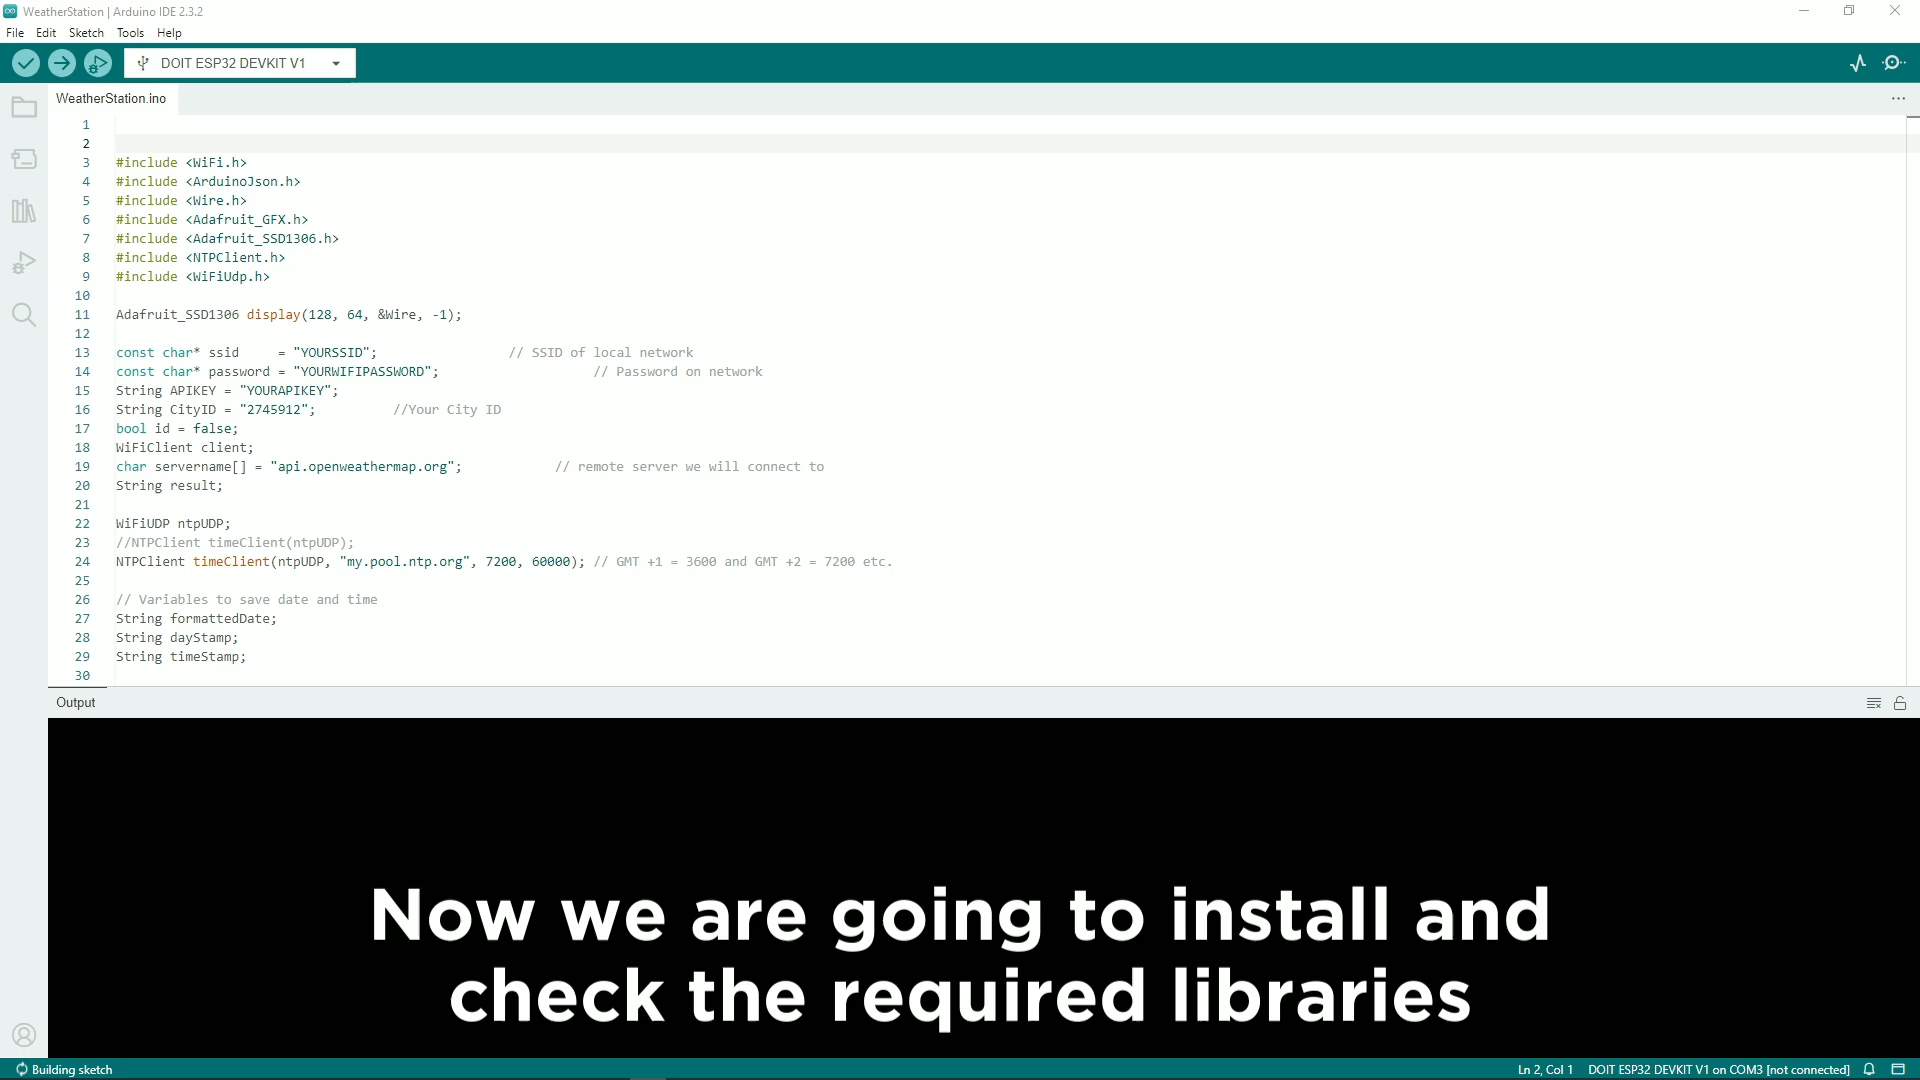 WeatherStation | Arduino IDE 2.3.2
File Edit Sketch Tools Help
DOIT ESP32 DEVKIT V1
WeatherStation.ino
1
2
3 #include <WiFi.h>
4 #include <ArduinoJson.h>
5 #include <Wire.h>
6 #include <Adafruit_GFX.h>
7 #include <Adafruit_SSD1306.h>
8 #include <NTPClient.h>
9 #include <WiFiUdp.h>
10
11 Adafruit_SSD1306 display(128, 64, &Wire, -1);
12
13 const char* ssid     = "YOURSSID";                 // SSID of local network
14 const char* password = "YOURWIFIPASSWORD";                    // Password on network
15 String APIKEY = "YOURAPIKEY";
16 String CityID = "2745912";          //Your City ID
17 bool id = false;
18 WiFiClient client;
19 char servername[] = "api.openweathermap.org";            // remote server we will connect to
20 String result;
21
22 WiFiUDP ntpUDP;
23 //NTPClient timeClient(ntpUDP);
24 NTPClient timeClient(ntpUDP, "my.pool.ntp.org", 7200, 60000); // GMT +1 = 3600 and GMT +2 = 7200 etc.
25
26 // Variables to save date and time
27 String formattedDate;
28 String dayStamp;
29 String timeStamp;
30
Output
Now we are going to install and
check the required libraries
Building sketch Ln 2, Col 1 DOIT ESP32 DEVKIT V1 on COM3 [not connected]